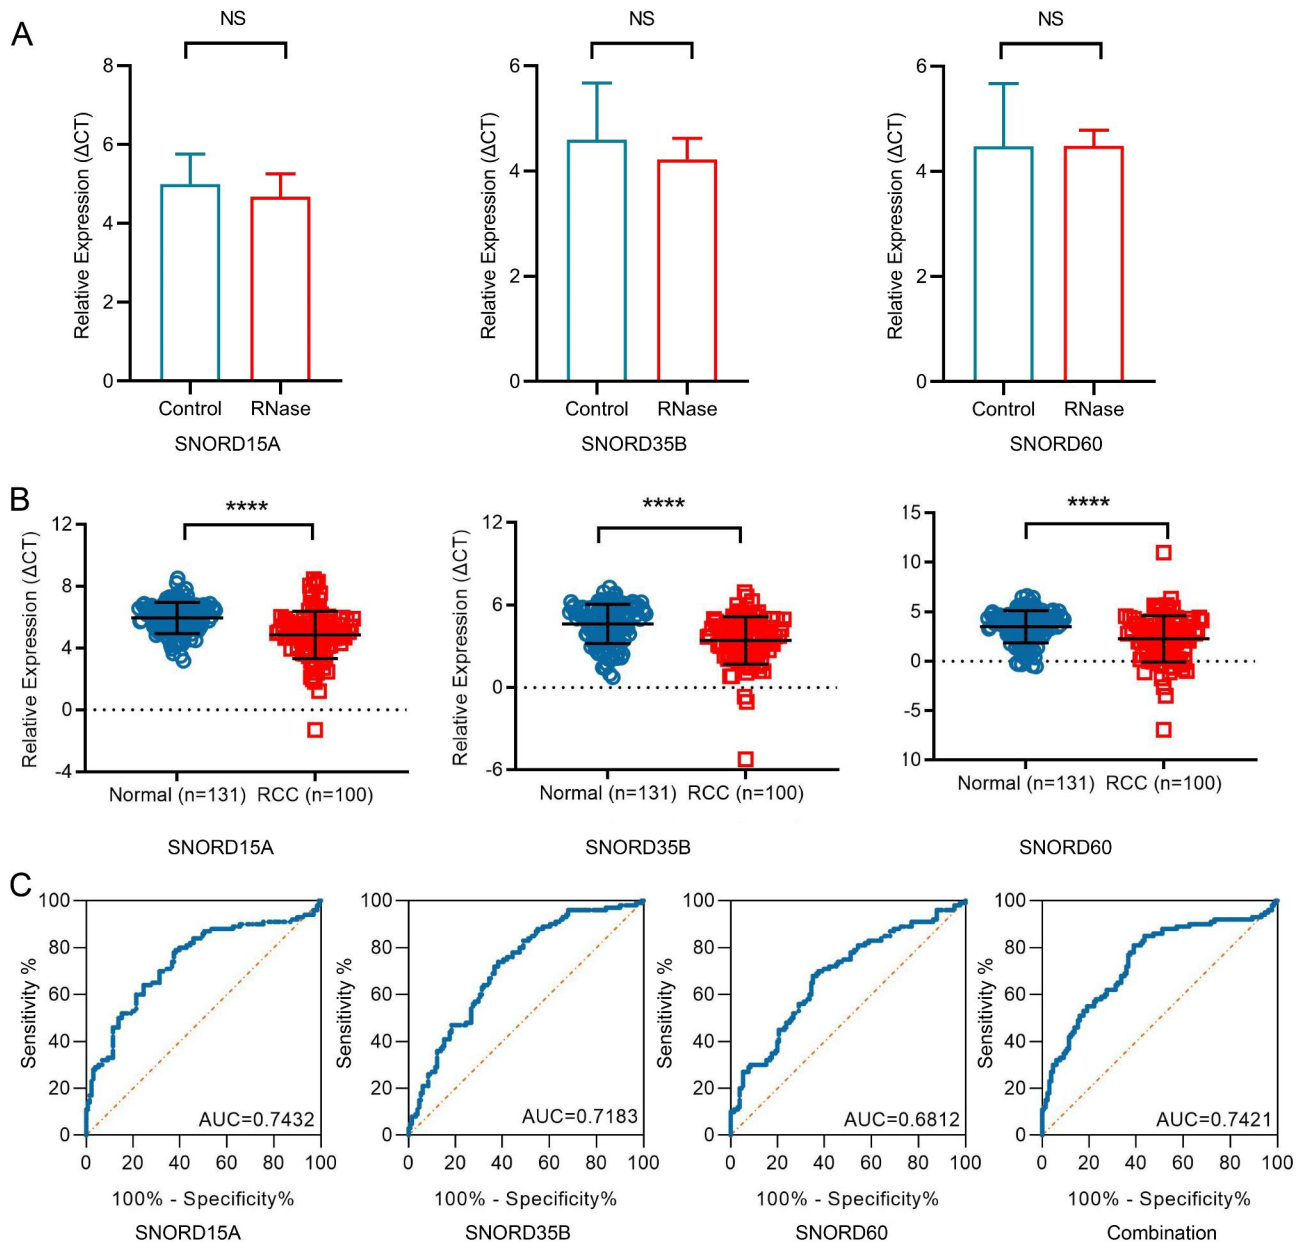 A
NS
NS
NS
Relative Expression (ΔCT)
8
6
4
2
0
Control
RNase
SNORD15A
Relative Expression (ΔCT)
6
4
2
0
Control
RNase
SNORD35B
Relative Expression (ΔCT)
6
4
2
0
Control
RNase
SNORD60
B
****
Relative Expression (ΔCT)
12
8
4
0
-4
Normal (n=131)
RCC (n=100)
SNORD15A
****
Relative Expression (ΔCT)
12
6
0
-6
Normal (n=131)
RCC (n=100)
SNORD35B
****
15
10
5
0
-5
10
Normal (n=131)
RCC (n=100)
SNORD60
C
Sensitivity %
100
80
60
40
20
0
AUC=0.7432
0 20 40 60 80 100
100% - Specificity%
SNORD15A
Sensitivity %
100
80
60
40
20
0
AUC=0.7183
0 20 40 60 80 100
100% - Specificity%
SNORD35B
Sensitivity %
100
80
60
40
20
0
AUC=0.6812
0 20 40 60 80 100
100% - Specificity%
SNORD60
Sensitivity %
100
80
60
40
20
0
AUC=0.7421
0 20 40 60 80 100
100% - Specificity%
Combination